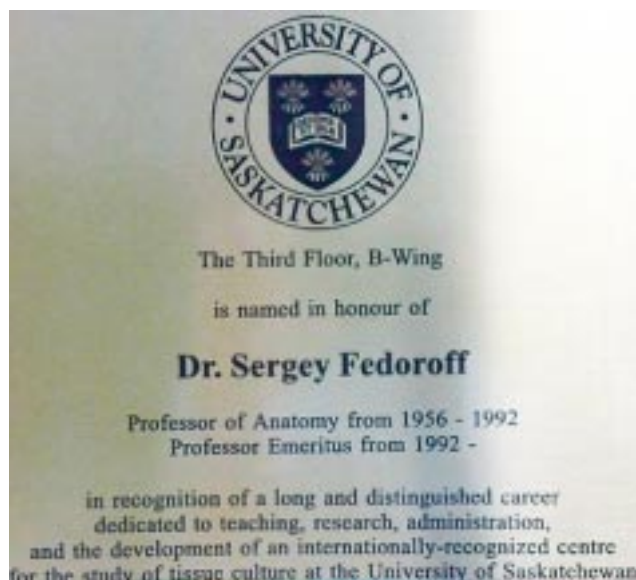 UNIVERSITY OF
SASKATCHEWAN
The Third Floor, B-Wing
is named in honour of
Dr. Sergey Fedoroff
Professor of Anatomy from 1956 - 1992
Professor Emeritus from 1992 -
in recognition of a long and distinguished career
dedicated to teaching, research, administration,
and the development of an internationally-recognized centre
for the study of tissue culture at the University of Saskatchewan